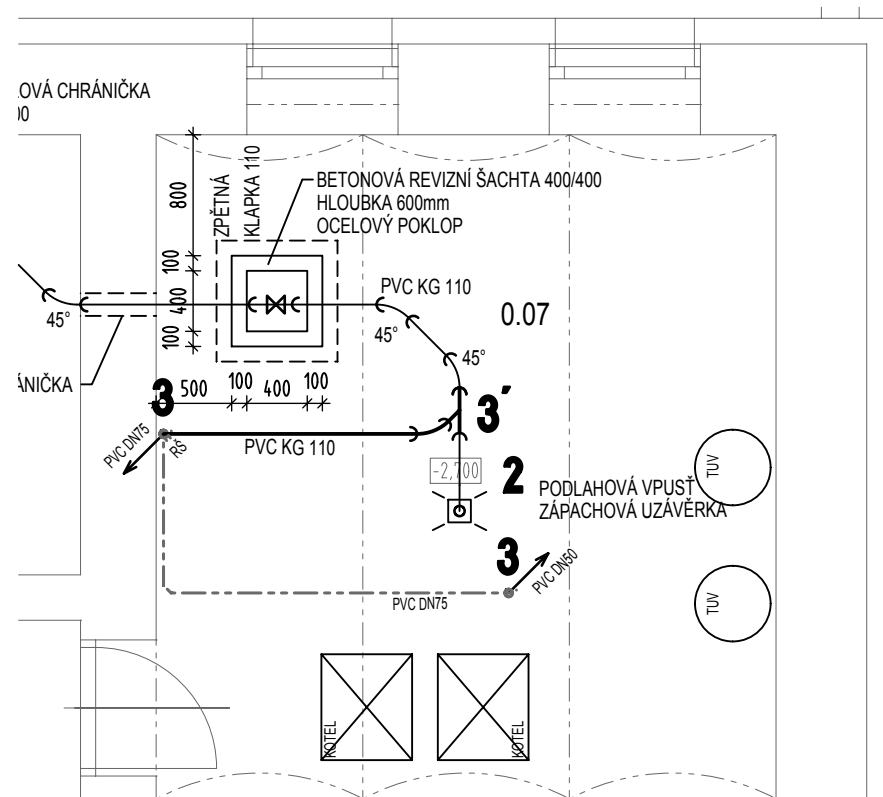 LOVÁ CHRÁNIČKA
00
800
ZPĚTNÁ
KLAPKA 110
BETONOVÁ REVIZNÍ ŠACHTA 400/400
HLOUBKA 600mm
OCELOVÝ POKLOP
100
400
100
PVC KG 110
45°
45°
0.07
45°
ÁNIČKA
500
100
400
100
3
3´
PVC DN75
RŠ
PVC KG 110
-2,700
2
PODLAHOVÁ VPUSŤ
ZÁPACHOVÁ UZÁVĚRKA
TUV
3
PVC DN50
PVC DN75
TUV
KOTEL
KOTEL